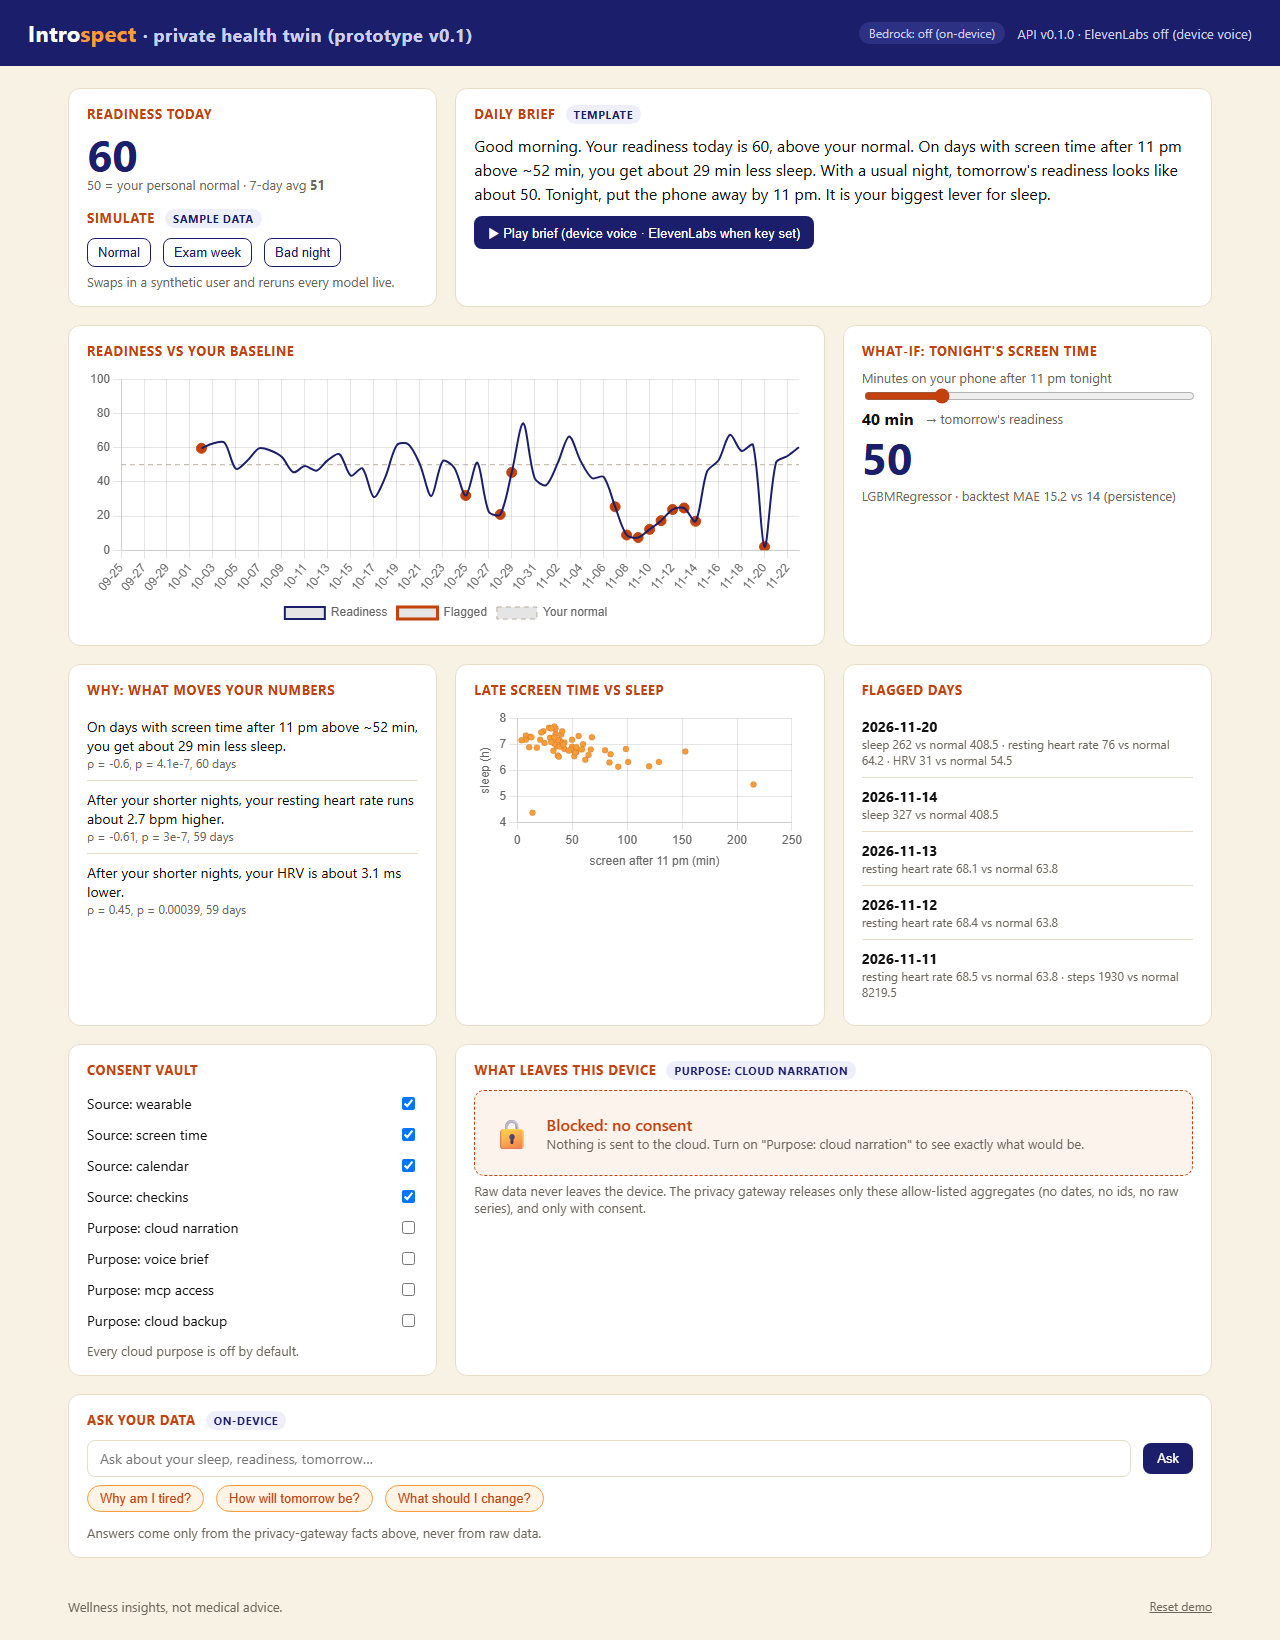 Introspect · private health twin (prototype v0.1)
Bedrock: off (on-device)
API v0.1.0 · ElevenLabs off (device voice)
READINESS TODAY
60
50 = your personal normal · 7-day avg 51
SIMULATE
SAMPLE DATA
Normal
Exam week
Bad night
Swaps in a synthetic user and reruns every model live.
DAILY BRIEF
TEMPLATE
Good morning. Your readiness today is 60, above your normal. On days with screen time after 11 pm
above ~52 min, you get about 29 min less sleep. With a usual night, tomorrow's readiness looks like
about 50. Tonight, put the phone away by 11 pm. It is your biggest lever for sleep.
▶ Play brief (device voice · ElevenLabs when key set)
READINESS VS YOUR BASELINE
100
80
60
40
20
0
09-25
09-27
09-29
10-01
10-03
10-05
10-07
10-09
10-11
10-13
10-15
10-17
10-19
10-21
10-23
10-25
10-27
10-29
10-31
11-02
11-04
11-06
11-08
11-10
11-12
11-14
11-16
11-18
11-20
11-22
Readiness
Flagged
Your normal
WHAT-IF: TONIGHT'S SCREEN TIME
Minutes on your phone after 11 pm tonight
40 min → tomorrow's readiness
50
LGBMRegressor · backtest MAE 15.2 vs 14 (persistence)
WHY: WHAT MOVES YOUR NUMBERS
On days with screen time after 11 pm above ~52 min,
you get about 29 min less sleep.
ρ = -0.6, p = 4.1e-7, 60 days
After your shorter nights, your resting heart rate runs
about 2.7 bpm higher.
ρ = -0.61, p = 3e-7, 59 days
After your shorter nights, your HRV is about 3.1 ms
lower.
ρ = 0.45, p = 0.00039, 59 days
LATE SCREEN TIME VS SLEEP
8
7
6
5
4
sleep (h)
0
50
100
150
200
250
screen after 11 pm (min)
FLAGGED DAYS
2026-11-20
sleep 262 vs normal 408.5 · resting heart rate 76 vs normal
64.2 · HRV 31 vs normal 54.5
2026-11-14
sleep 327 vs normal 408.5
2026-11-13
resting heart rate 68.1 vs normal 63.8
2026-11-12
resting heart rate 68.4 vs normal 63.8
2026-11-11
resting heart rate 68.5 vs normal 63.8 · steps 1930 vs normal
8219.5
CONSENT VAULT
Source: wearable
Source: screen time
Source: calendar
Source: checkins
Purpose: cloud narration
Purpose: voice brief
Purpose: mcp access
Purpose: cloud backup
Every cloud purpose is off by default.
WHAT LEAVES THIS DEVICE
PURPOSE: CLOUD NARRATION
Blocked: no consent
Nothing is sent to the cloud. Turn on "Purpose: cloud narration" to see exactly what would be.
Raw data never leaves the device. The privacy gateway releases only these allow-listed aggregates (no dates, no ids, no raw
series), and only with consent.
ASK YOUR DATA
ON-DEVICE
Ask about your sleep, readiness, tomorrow...
Ask
Why am I tired?
How will tomorrow be?
What should I change?
Answers come only from the privacy-gateway facts above, never from raw data.
Wellness insights, not medical advice.
Reset demo